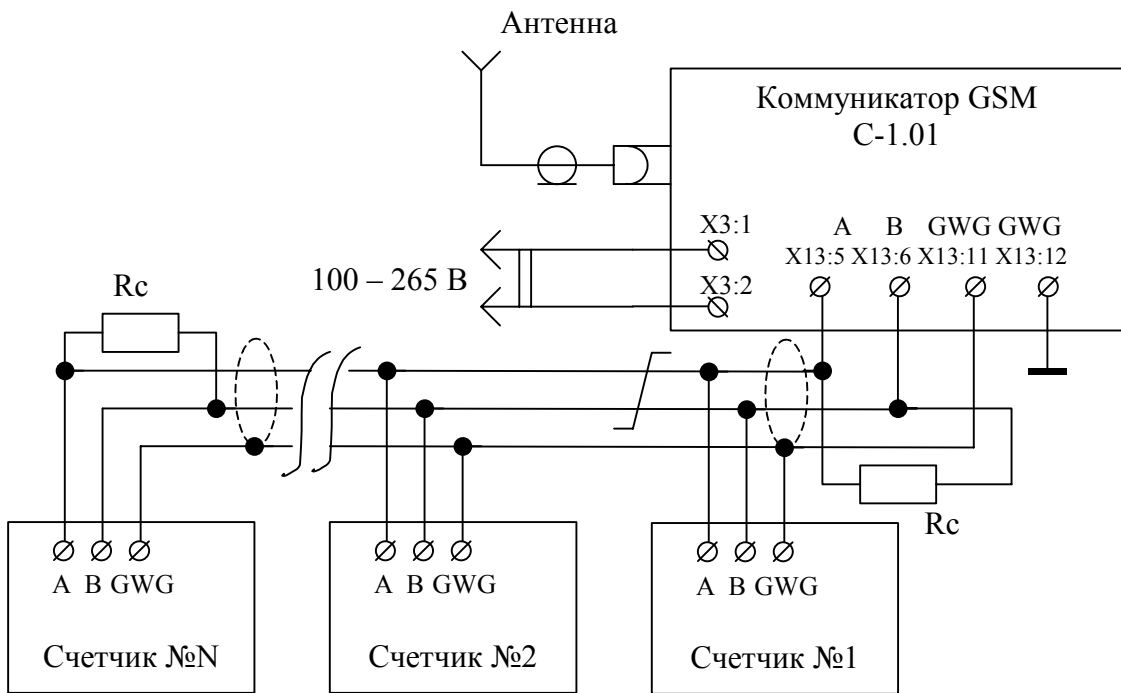 Антенна
Коммуникатор GSM
С-1.01
X3:1
A B GWG GWG
X13:5 X13:6 X13:11 X13:12
100 – 265 В
X3:2
Rc
Rc
A B GWG
A B GWG
A B GWG
Счетчик №N
Счетчик №2
Счетчик №1